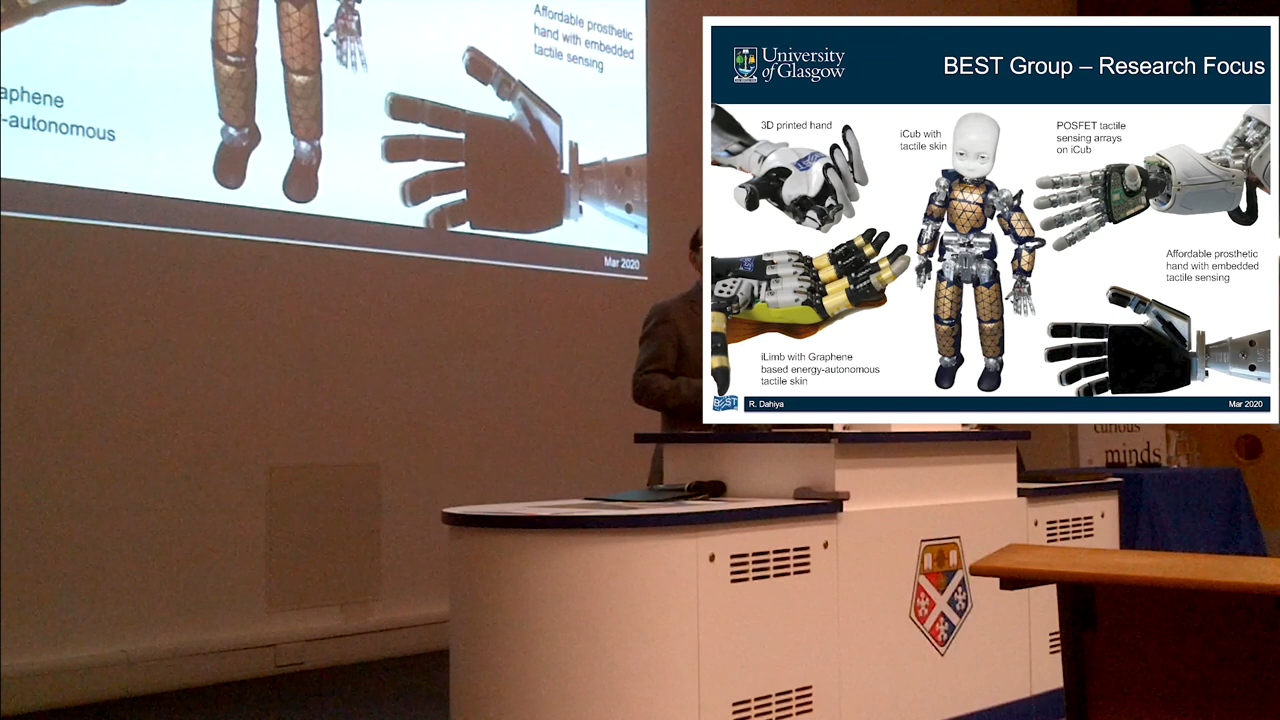 Affordable prosthetic
hand with embedded
tactile sensing
aphene
-autonomous
Mar 2020
University
of Glasgow
BEST Group – Research Focus
3D printed hand
iCub with
tactile skin
POSFET tactile
sensing arrays
on iCub
Affordable prosthetic
hand with embedded
tactile sensing
iLimb with Graphene
based energy-autonomous
tactile skin
BEST
R. Dahiya
Mar 2020
curious
minds